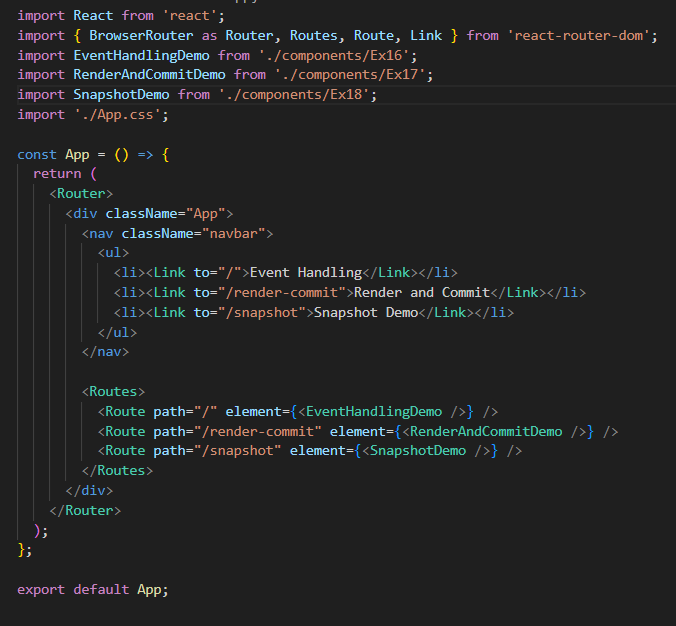 import React from 'react';
import { BrowserRouter as Router, Routes, Route, Link } from 'react-router-dom';
import EventHandlingDemo from './components/Ex16';
import RenderAndCommitDemo from './components/Ex17';
import SnapshotDemo from './components/Ex18';
import './App.css';

const App = () => {
  return (
    <Router>
      <div className="App">
        <nav className="navbar">
          <ul>
            <li><Link to="/">Event Handling</Link></li>
            <li><Link to="/render-commit">Render and Commit</Link></li>
            <li><Link to="/snapshot">Snapshot Demo</Link></li>
          </ul>
        </nav>

        <Routes>
          <Route path="/" element={<EventHandlingDemo />} />
          <Route path="/render-commit" element={<RenderAndCommitDemo />} />
          <Route path="/snapshot" element={<SnapshotDemo />} />
        </Routes>
      </div>
    </Router>
  );
};

export default App;